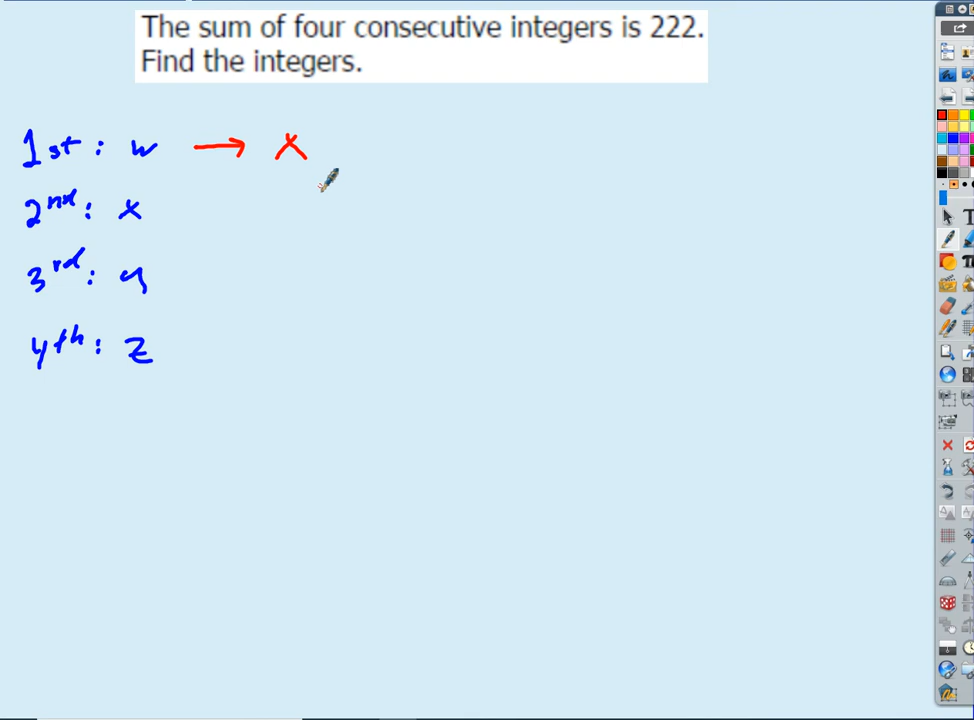 The sum of four consecutive integers is 222.
Find the integers.
1st: w → x
2nd: x
3rd: y
4th: z